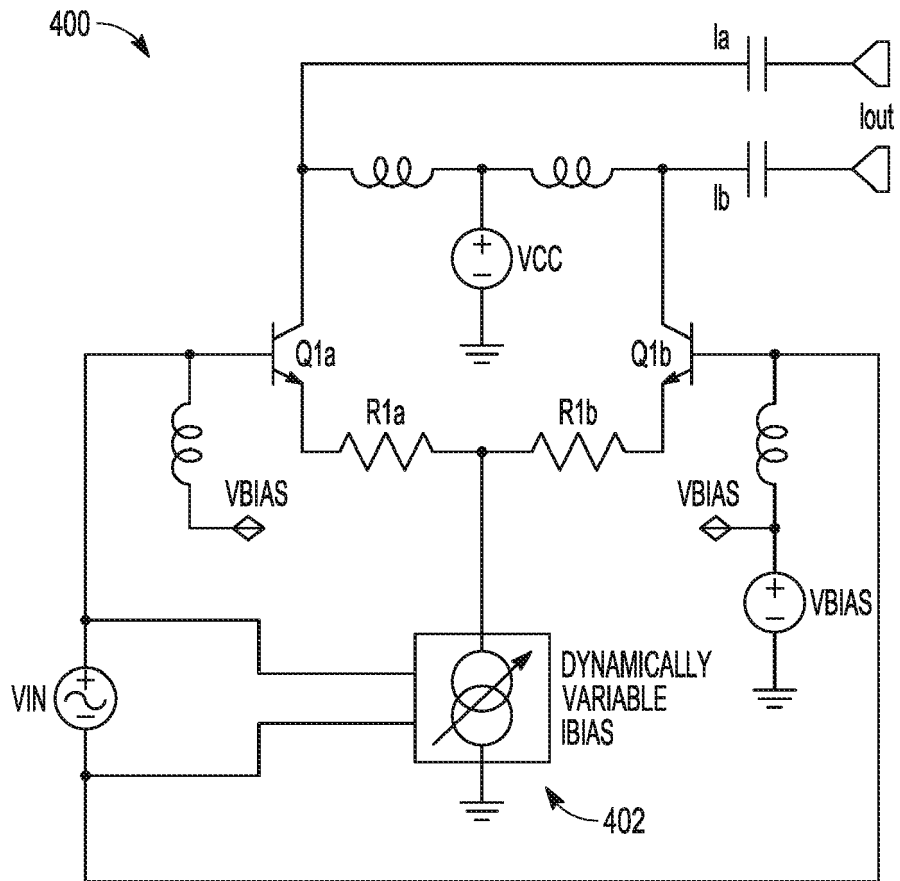 400
Ia
Iout
Ib
+
−
VCC
Q1a
Q1b
R1a
R1b
VBIAS
VBIAS
+
−
VBIAS
+
−
VIN
DYNAMICALLY
VARIABLE
IBIAS
402